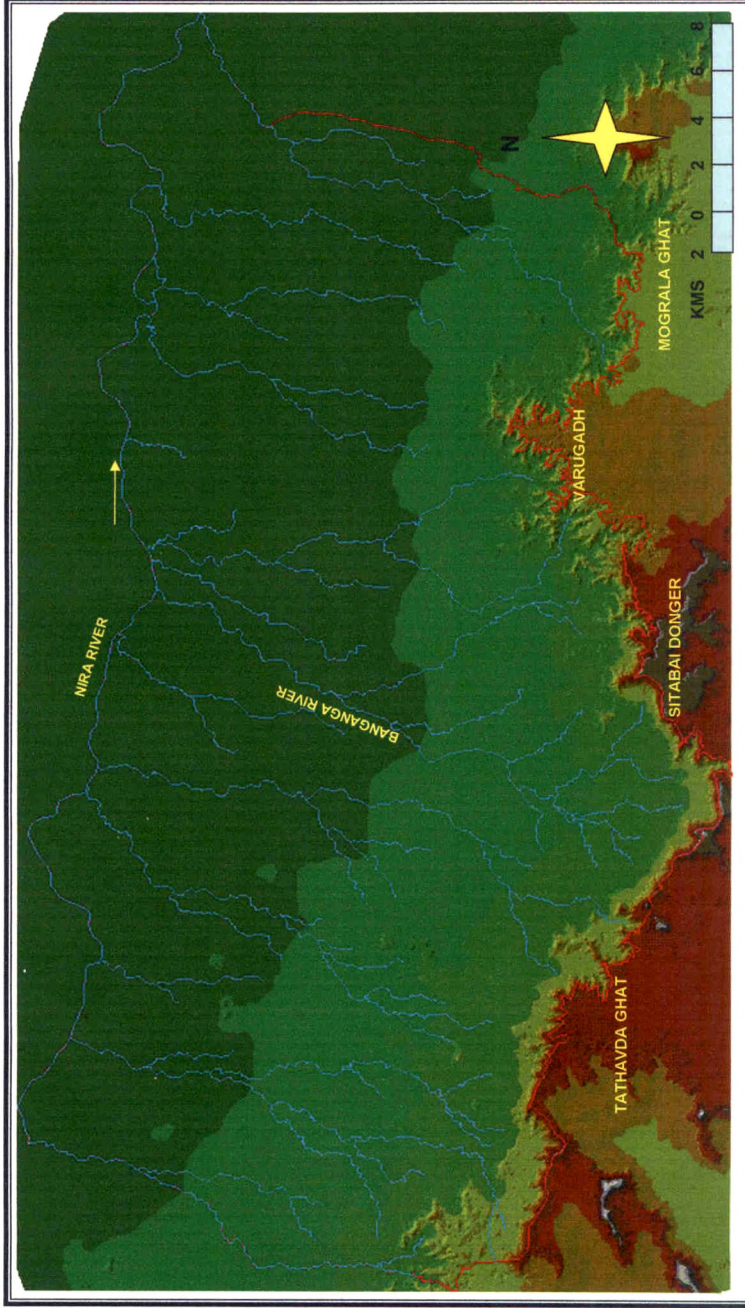 NIRA RIVER
BANGANGA RIVER
TATHAVDA GHAT
SITABAI DONGER
VARUGADH
MOGRALA GHAT
N
KMS
2 0 2 4 6 8